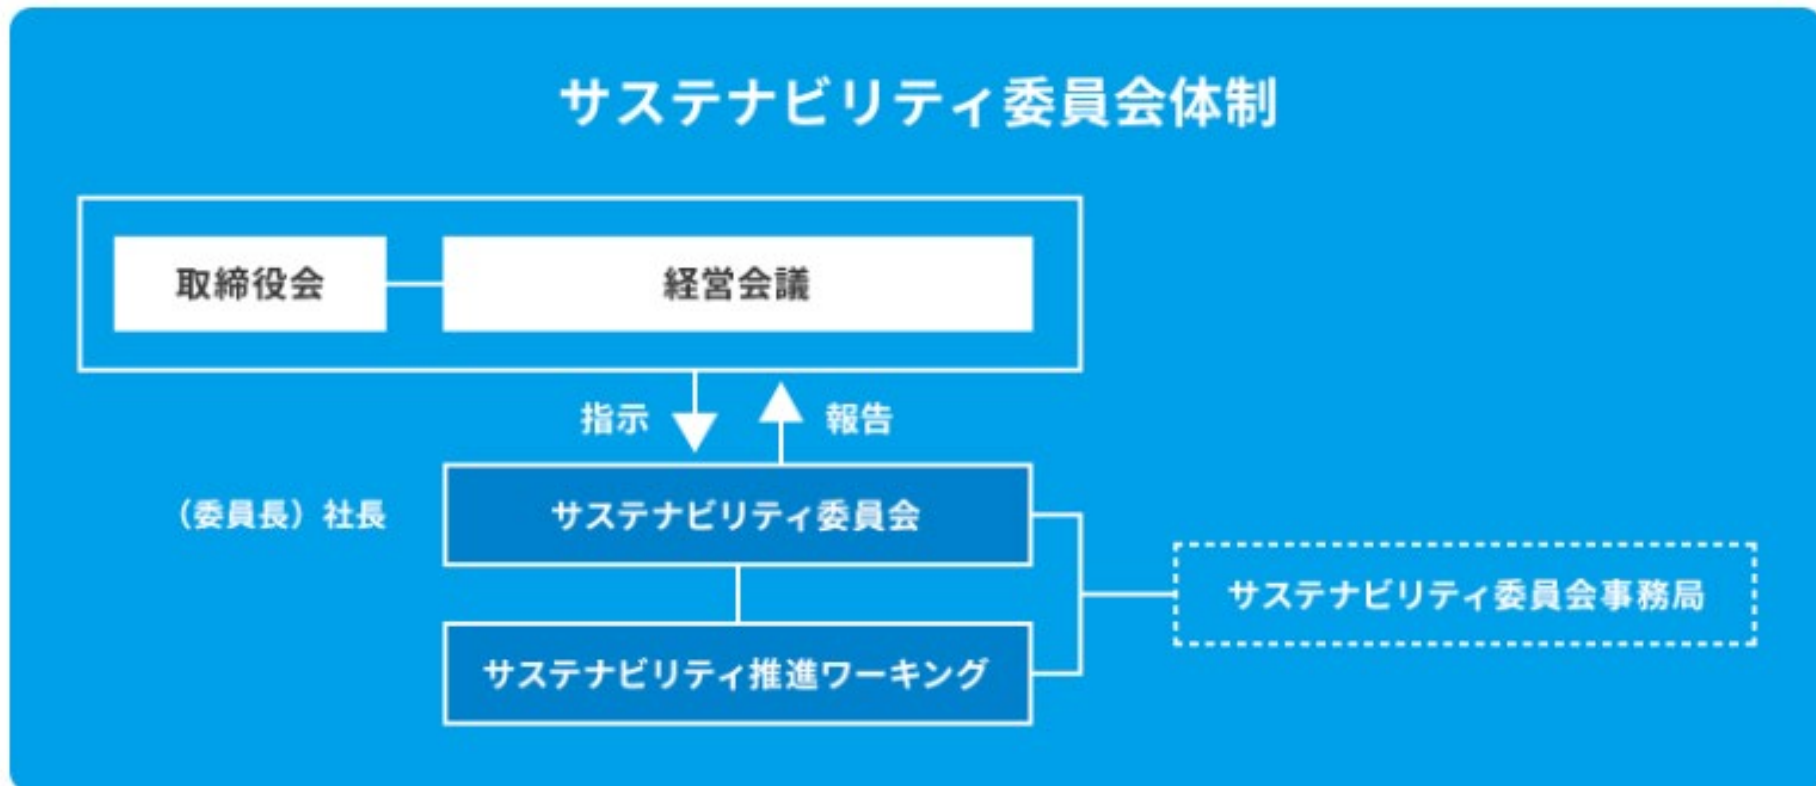 サステナビリティ委員会体制
取締役会
経営会議
指示
報告
（委員長）社長
サステナビリティ委員会
サステナビリティ委員会事務局
サステナビリティ推進ワーキング